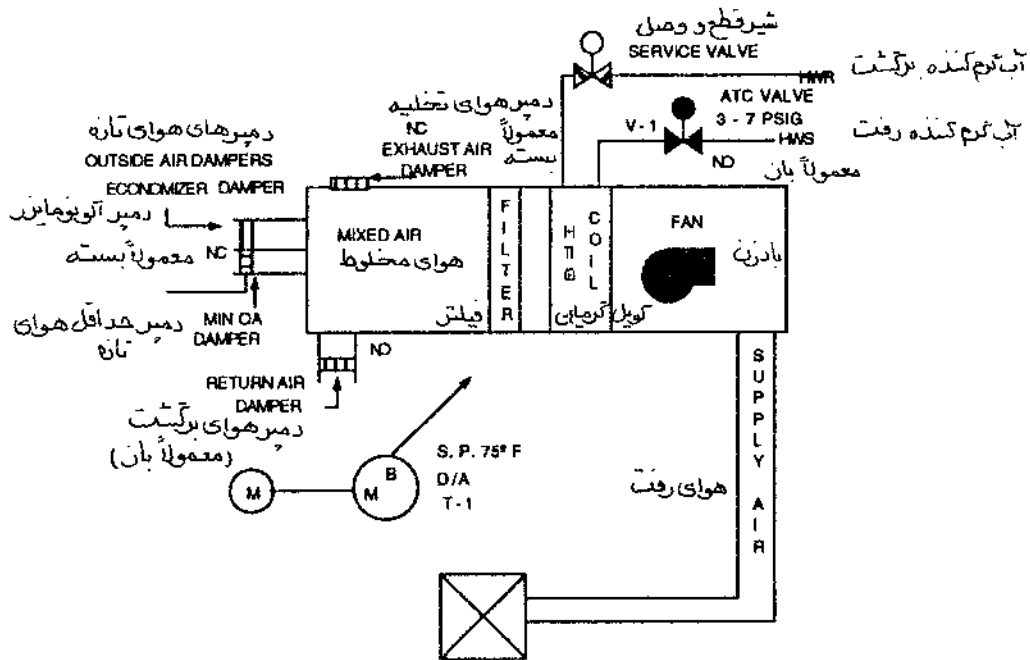 شیر قطع و وصل
SERVICE VALVE
HWR
آب گرم کننده برگشت
ATC VALVE
3 - 7 PSIG
V - 1
HWS
آب گرم کننده رفت
NO
معمولاً باز
دمپر هوای تخلیه
NC
معمولاً
بسته
EXHAUST AIR
DAMPER
دمپرهای هوای تازه
OUTSIDE AIR DAMPERS
ECONOMIZER DAMPER
دمپر اکونومایزر
معمولاً بسته
NC
MIN OA
DAMPER
دمپر حداقل هوای
تازه
MIXED AIR
هوای مخلوط
FILTER
فیلتر
HTG
COIL
کویل گرمایی
FAN
بادزن
NO
RETURN AIR
DAMPER
دمپر هوای برگشت
(معمولاً باز)
S. P. 75° F
D/A
T - 1
M
M B
هوای رفت
SUPPLY AIR